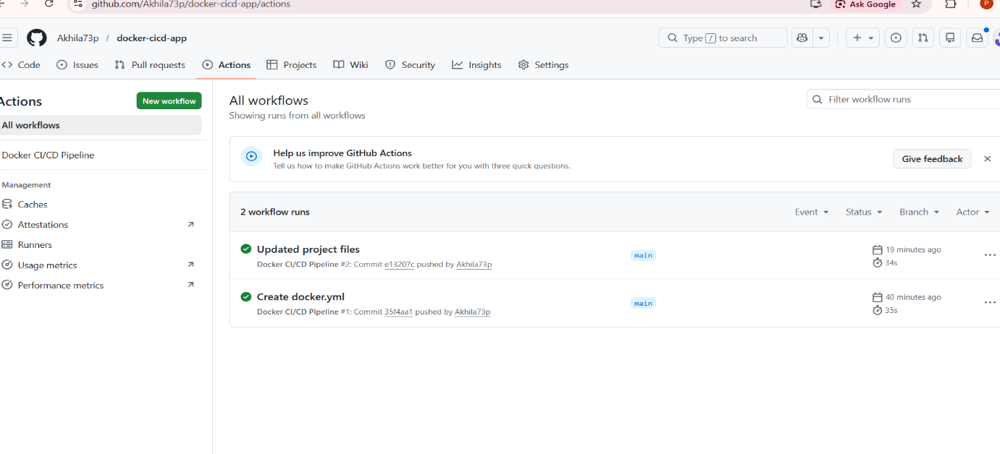 github.com/Akhila73p/docker-cicd-app/actions
Ask Google
P
Akhila73p / docker-cicd-app
Type / to search
Code
Issues
Pull requests
Actions
Projects
Wiki
Security
Insights
Settings
Actions
New workflow
All workflows
Docker CI/CD Pipeline
Management
Caches
Attestations
Runners
Usage metrics
Performance metrics
All workflows
Showing runs from all workflows
Filter workflow runs
Help us improve GitHub Actions
Tell us how to make GitHub Actions work better for you with three quick questions.
Give feedback
2 workflow runs
Event
Status
Branch
Actor
Updated project files
Docker CI/CD Pipeline #2: Commit e13207c pushed by Akhila73p
main
19 minutes ago
34s
Create docker.yml
Docker CI/CD Pipeline #1: Commit 35f4aa1 pushed by Akhila73p
main
40 minutes ago
35s